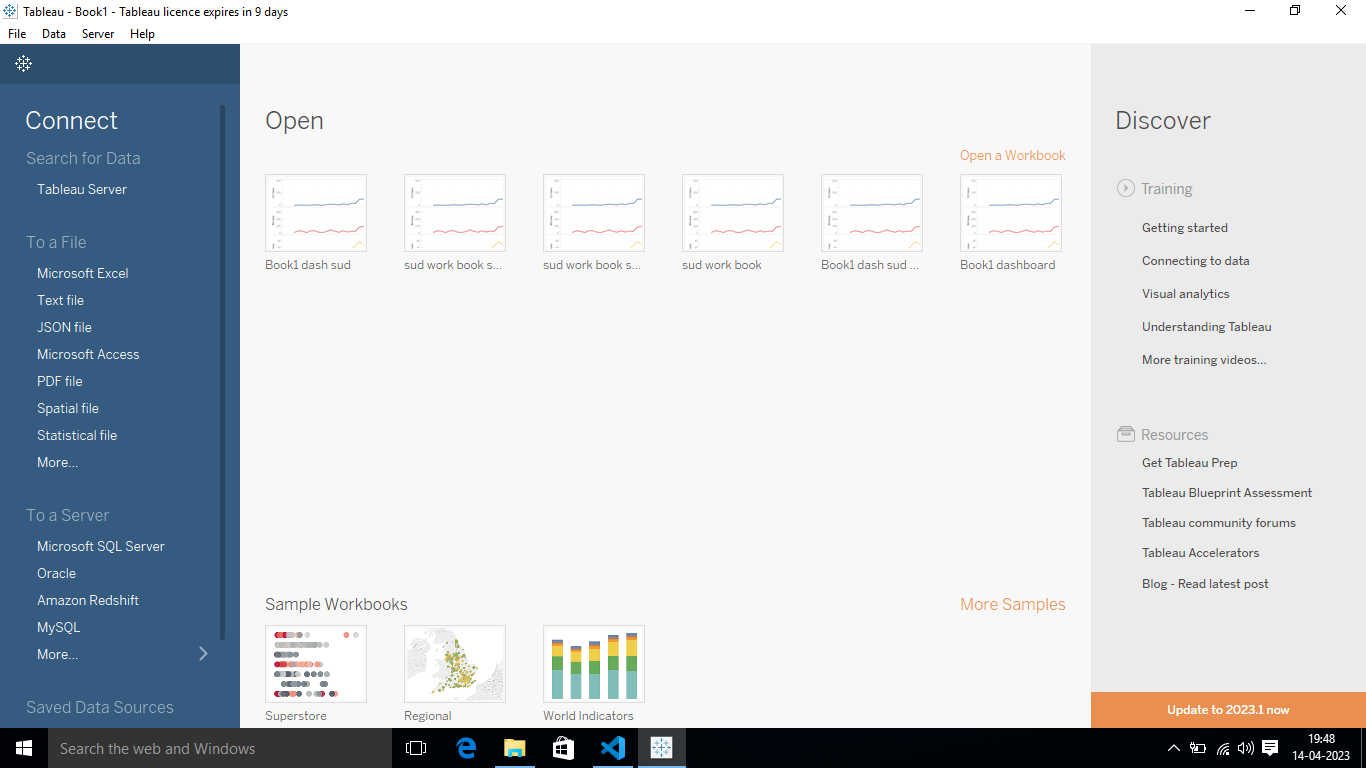 Tableau - Book1 - Tableau licence expires in 9 days
File Data Server Help
Connect
Search for Data
Tableau Server
To a File
Microsoft Excel
Text file
JSON file
Microsoft Access
PDF file
Spatial file
Statistical file
More...
To a Server
Microsoft SQL Server
Oracle
Amazon Redshift
MySQL
More...
Saved Data Sources
Open
Open a Workbook
Book1 dash sud
sud work book s...
sud work book s...
sud work book
Book1 dash sud ...
Book1 dashboard
Sample Workbooks
More Samples
Superstore
Regional
World Indicators
Discover
Training
Getting started
Connecting to data
Visual analytics
Understanding Tableau
More training videos...
Resources
Get Tableau Prep
Tableau Blueprint Assessment
Tableau community forums
Tableau Accelerators
Blog - Read latest post
Update to 2023.1 now
Search the web and Windows
19:48
14-04-2023